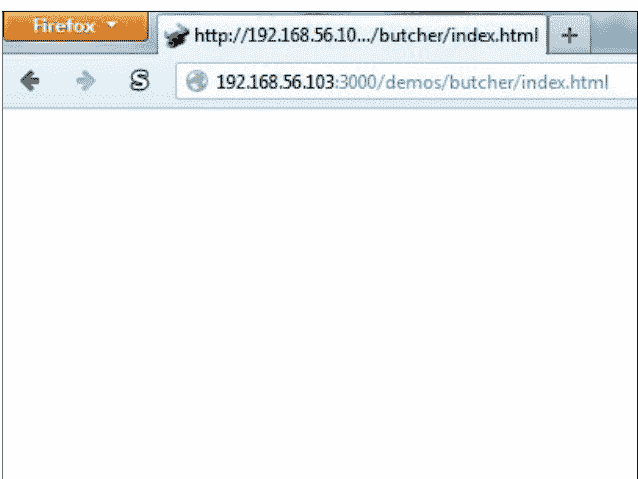 Firefox
http://192.168.56.10.../butcher/index.html
S
192.168.56.103:3000/demos/butcher/index.html